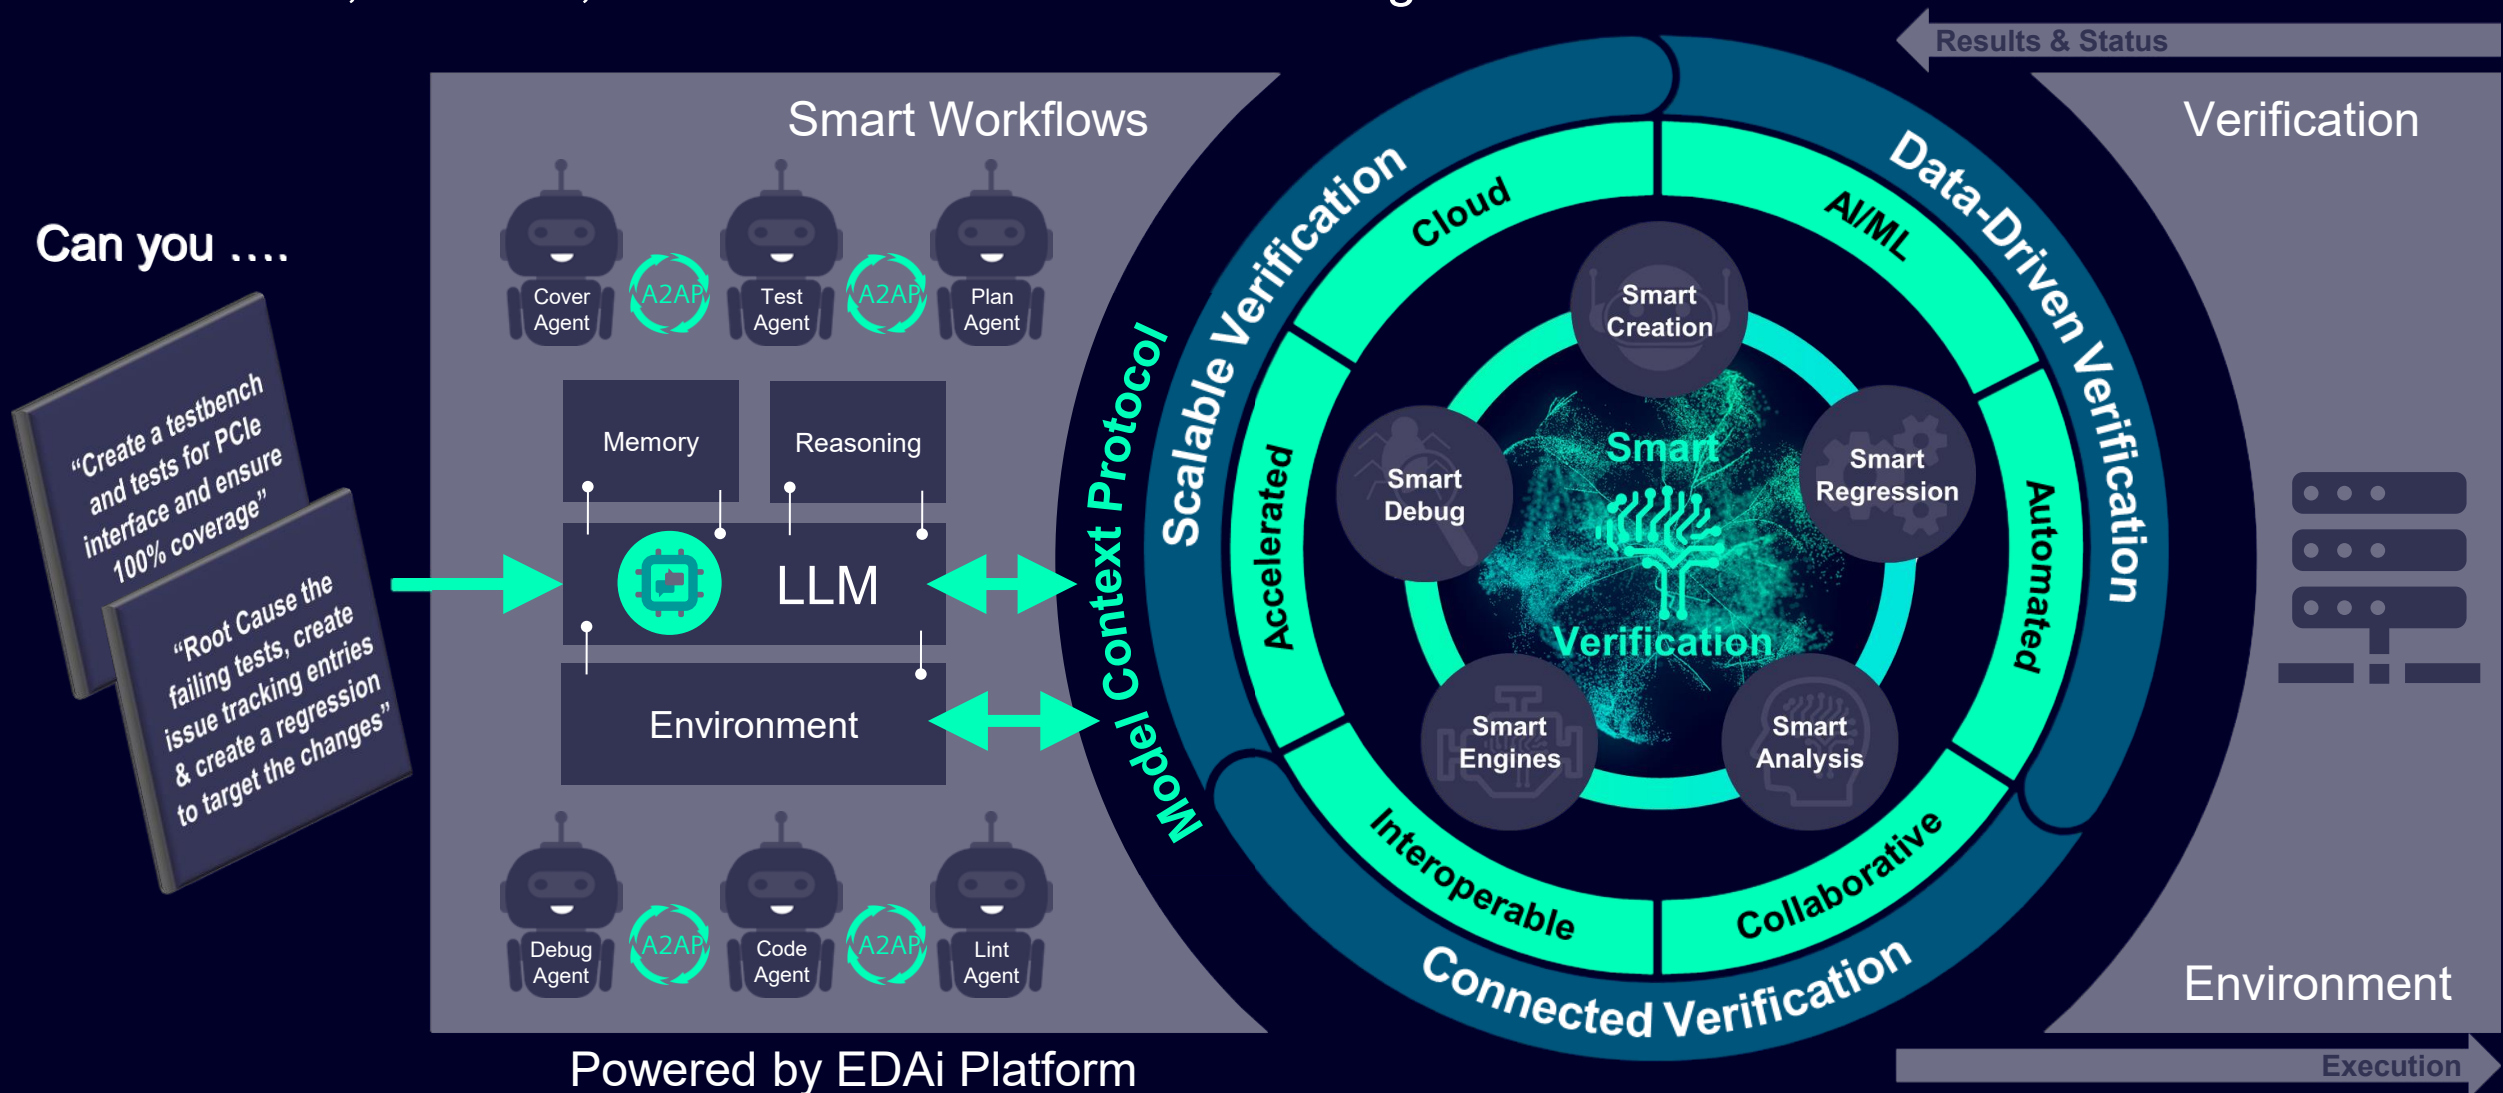 Results & Status
Smart Workflows
Verification
Can you ....
Cover
Agent
A2AP
Test
Agent
A2AP
Plan
Agent
"Create a testbench
and tests for PCIe
interface and ensure
100% coverage"
"Root Cause the
failing tests, create
issue tracking entries
& create a regression
to target the changes"
Memory
Reasoning
LLM
Environment
Debug
Agent
A2AP
Code
Agent
A2AP
Lint
Agent
Powered by EDAi Platform
Model Context Protocol
Scalable Verification
Data-Driven Verification
Connected Verification
Cloud
AI/ML
Automated
Collaborative
Interoperable
Accelerated
Smart
Creation
Smart
Regression
Smart
Analysis
Smart
Engines
Smart
Debug
Smart
Verification
Environment
Execution